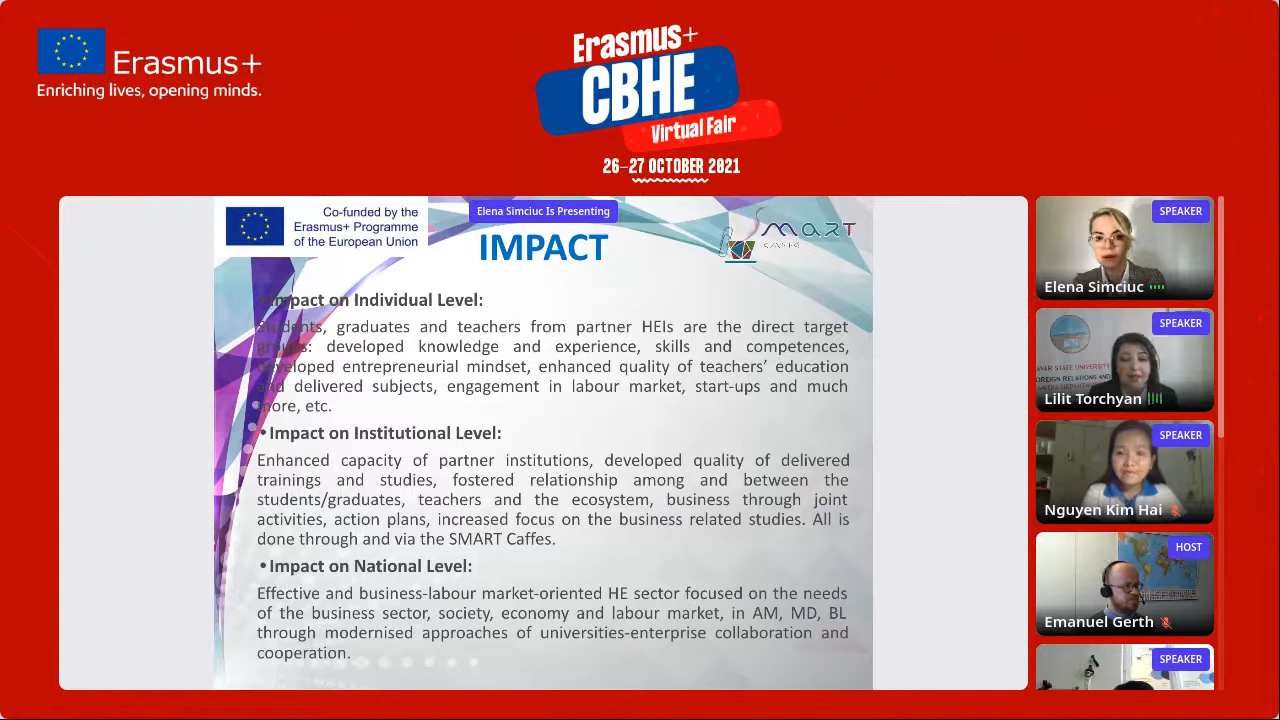 Erasmus+
Enriching lives, opening minds.
Erasmus+
CBHE
Virtual Fair
26–27 OCTOBER 2021
Co-funded by the
Erasmus+ Programme
of the European Union
Elena Simciuc Is Presenting
IMPACT
SMART
•Impact on Individual Level:
Students, graduates and teachers from partner HEIs are the direct target
groups: developed knowledge and experience, skills and competences,
developed entrepreneurial mindset, enhanced quality of teachers’ education
and delivered subjects, engagement in labour market, start-ups and much
more, etc.
•Impact on Institutional Level:
Enhanced capacity of partner institutions, developed quality of delivered
trainings and studies, fostered relationship among and between the
students/graduates, teachers and the ecosystem, business through joint
activities, action plans, increased focus on the business related studies. All is
done through and via the SMART Caffes.
•Impact on National Level:
Effective and business labour market-oriented HE sector focused on the needs
of the business sector, society, economy and labour market, in AM, MD, BL
through modernised approaches of universities-enterprise collaboration and
cooperation.
SPEAKER
Elena Simciuc
SPEAKER
AVAR STATE UNIVERSITY
OREIGN RELATIONS AND
Lilit Torchyan
SPEAKER
Nguyen Kim Hai
HOST
Emanuel Gerth
SPEAKER